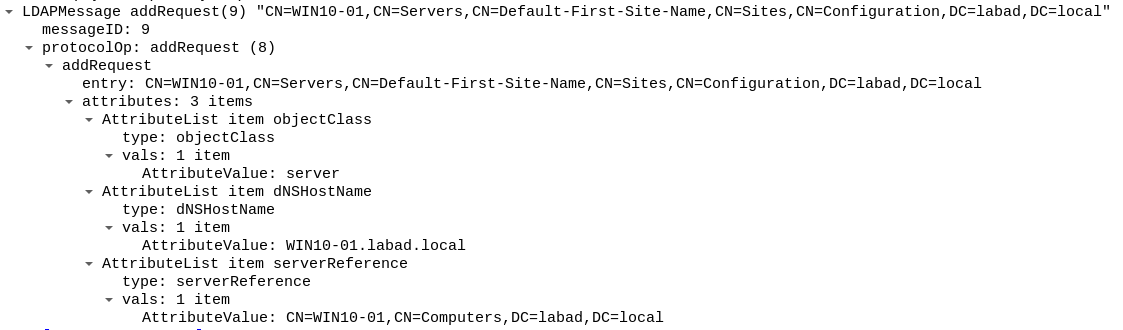 LDAPMessage addRequest(9) "CN=WIN10-01,CN=Servers,CN=Default-First-Site-Name,CN=Sites,CN=Configuration,DC=labad,DC=local"
messageID: 9
protocolOp: addRequest (8)
addRequest
entry: CN=WIN10-01,CN=Servers,CN=Default-First-Site-Name,CN=Sites,CN=Configuration,DC=labad,DC=local
attributes: 3 items
AttributeList item objectClass
type: objectClass
vals: 1 item
AttributeValue: server
AttributeList item dNSHostName
type: dNSHostName
vals: 1 item
AttributeValue: WIN10-01.labad.local
AttributeList item serverReference
type: serverReference
vals: 1 item
AttributeValue: CN=WIN10-01,CN=Computers,DC=labad,DC=local